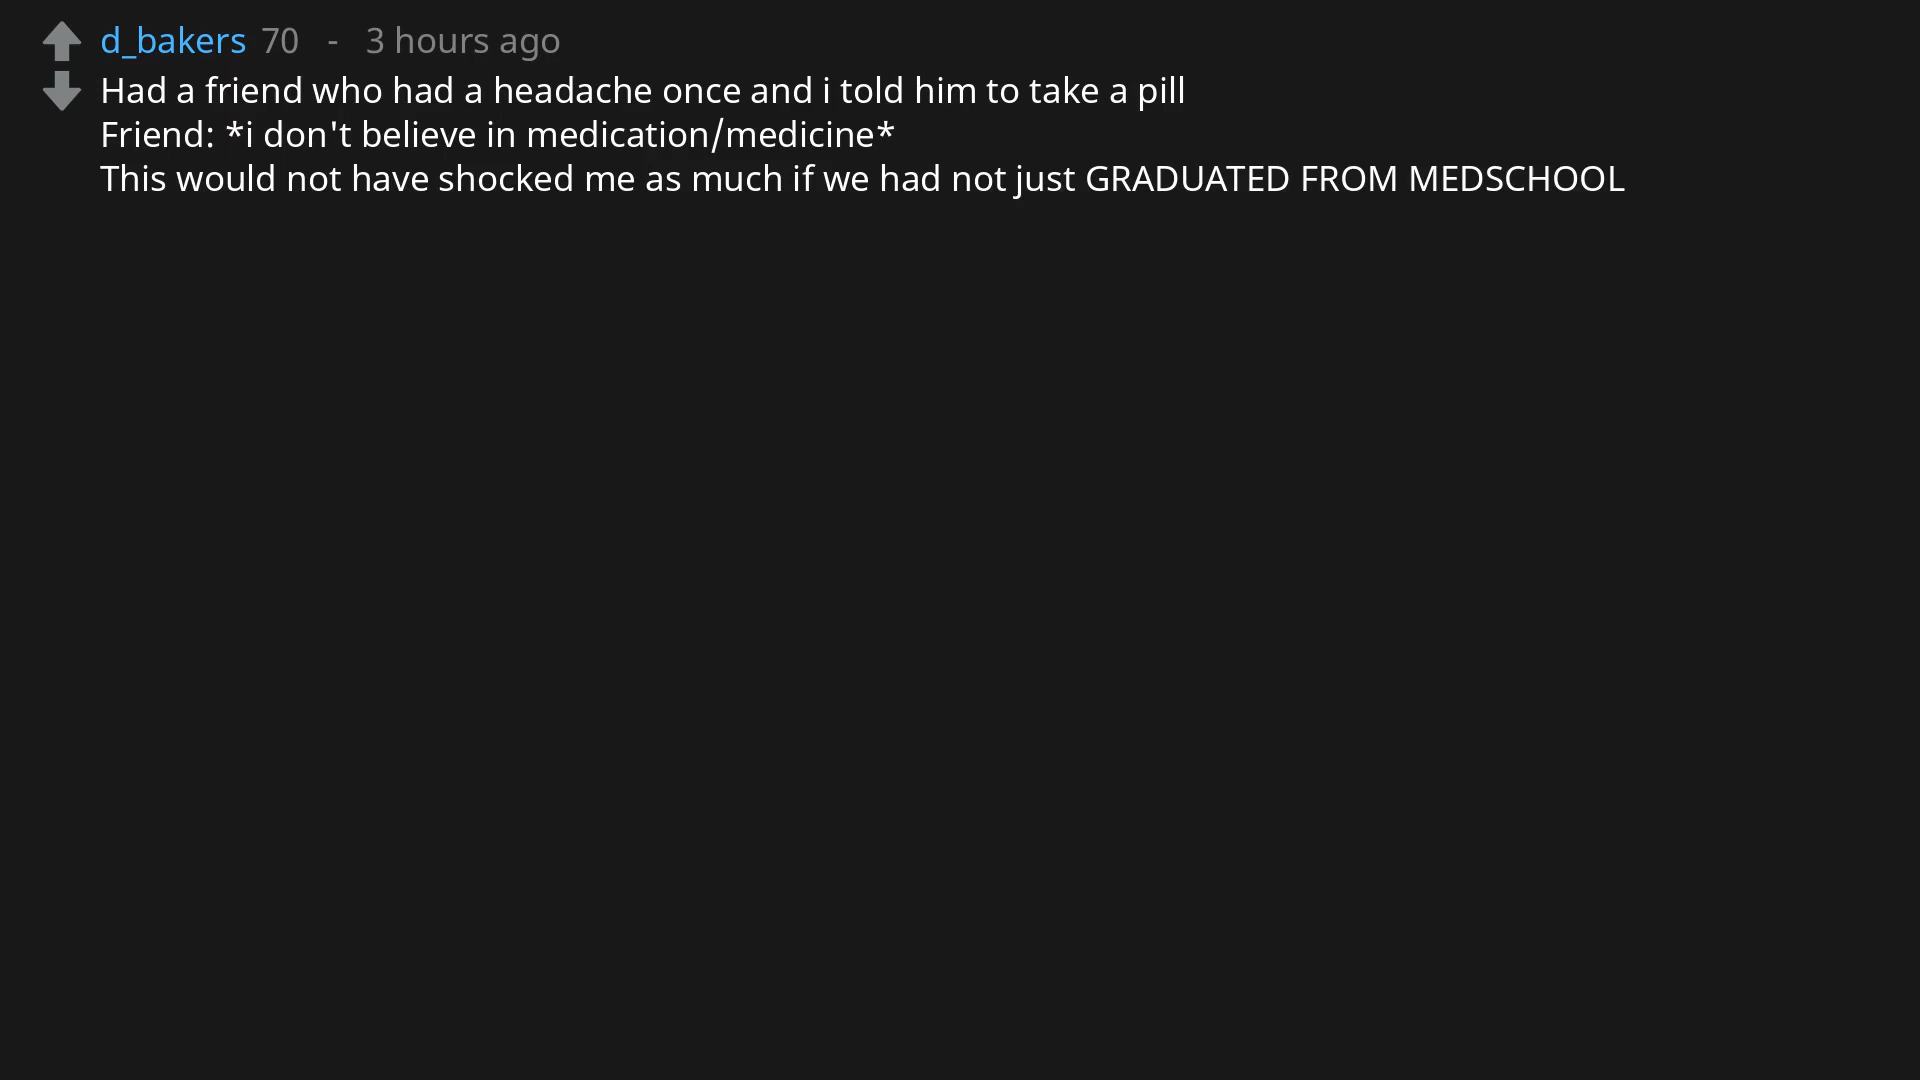 d_bakers 70 - 3 hours ago
Had a friend who had a headache once and i told him to take a pill
Friend: *i don't believe in medication/medicine*
This would not have shocked me as much if we had not just GRADUATED FROM MEDSCHOOL